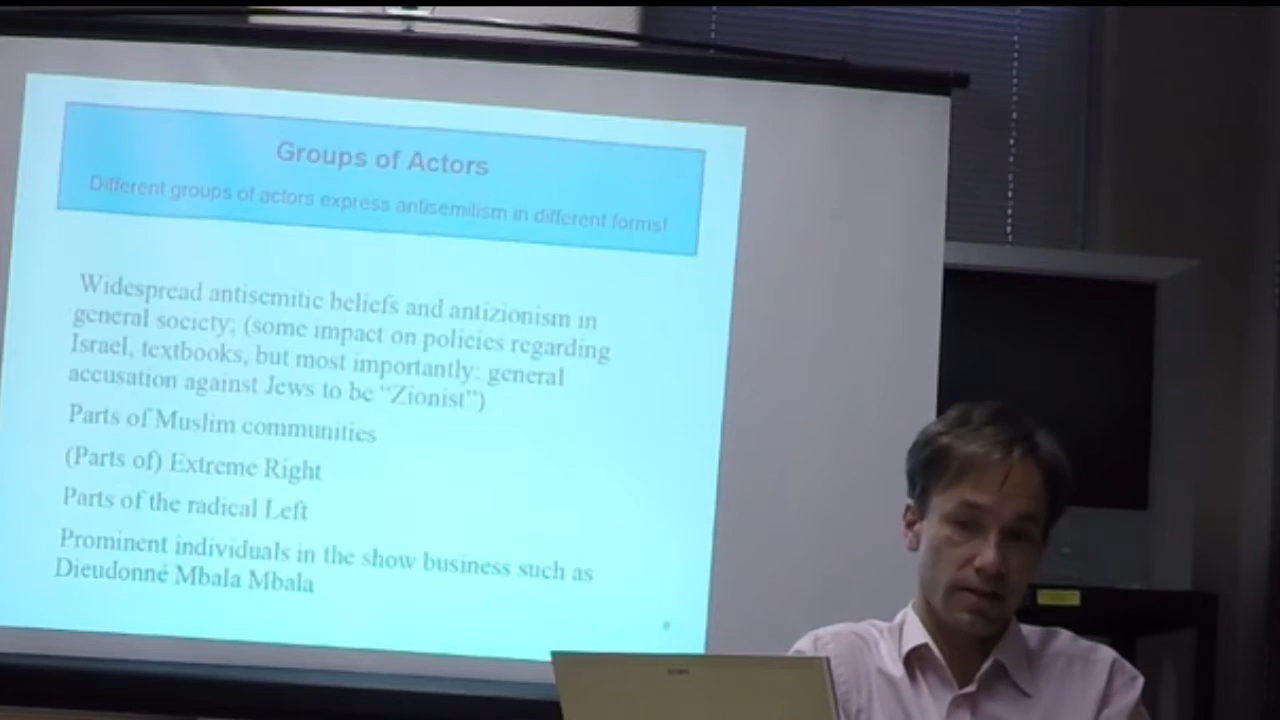 Groups of Actors
Different groups of actors express antisemitism in different forms!
Widespread antisemitic beliefs and antizionism in
general society; (some impact on policies regarding
Israel, textbooks, but most importantly: general
accusation against Jews to be “Zionist”)
Parts of Muslim communities
(Parts of) Extreme Right
Parts of the radical Left
Prominent individuals in the show business such as
Dieudonné Mbala Mbala